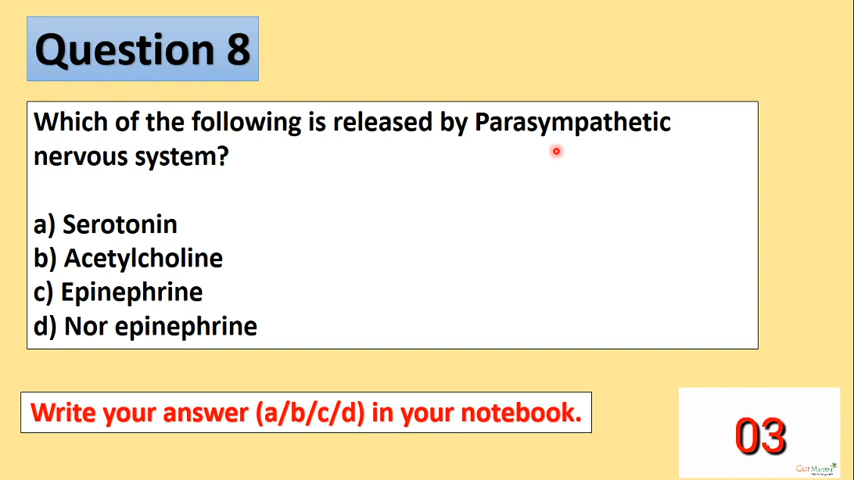 Question 8
Which of the following is released by Parasympathetic
nervous system?
a) Serotonin
b) Acetylcholine
c) Epinephrine
d) Nor epinephrine
Write your answer (a/b/c/d) in your notebook.
03